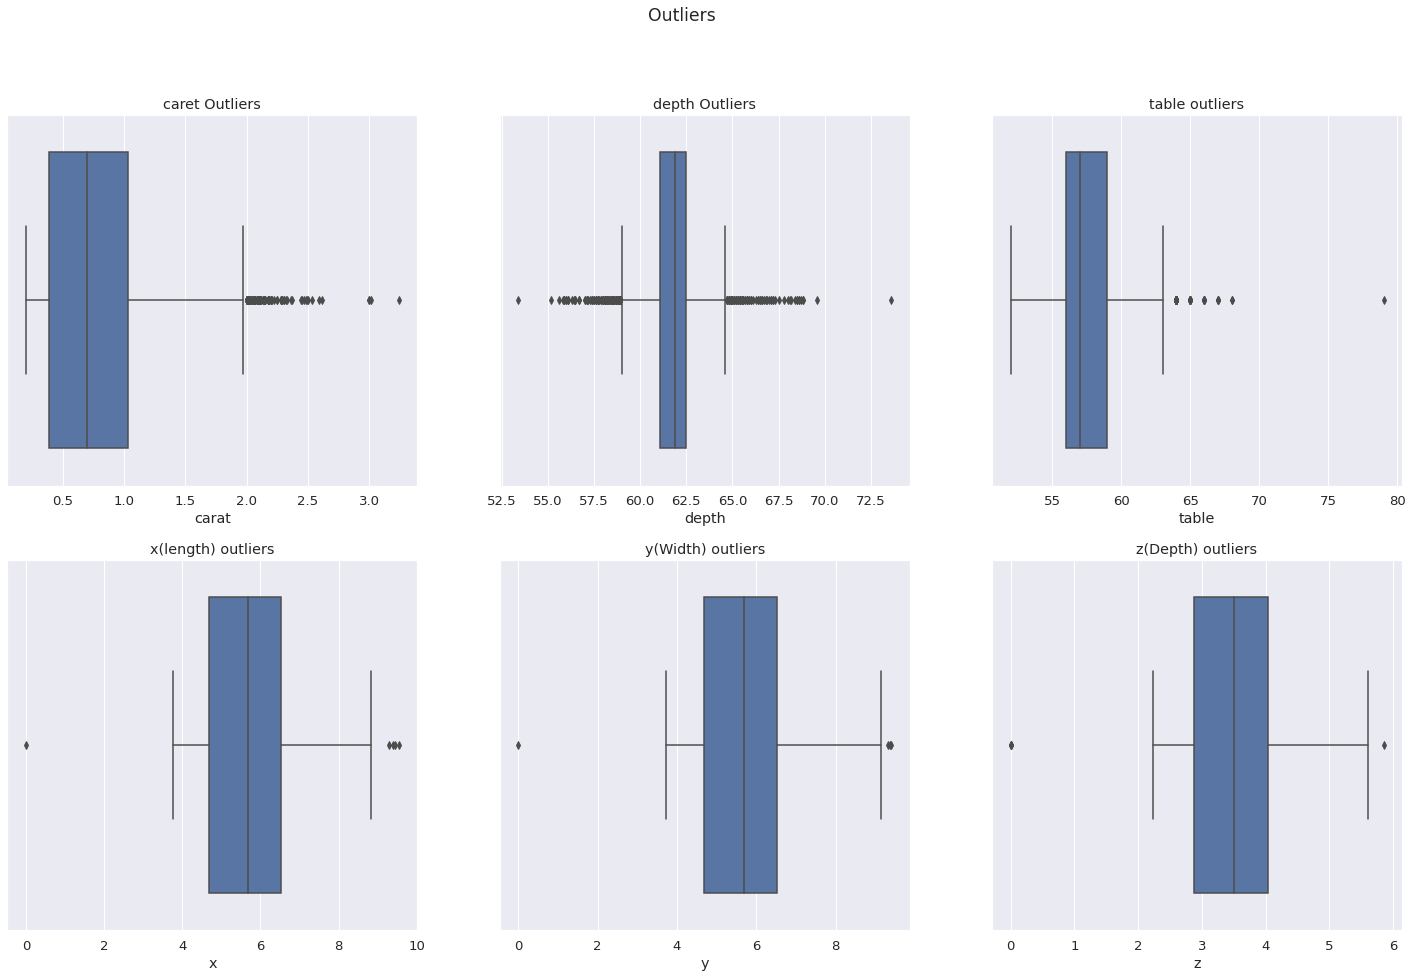 Outliers
caret Outliers
depth Outliers
table outliers
0.5 1.0 1.5 2.0 2.5 3.0
52.5 55.0 57.5 60.0 62.5 65.0 67.5 70.0 72.5
55 60 65 70 75 80
carat
depth
table
x(length) outliers
y(Width) outliers
z(Depth) outliers
0 2 4 6 8 10
0 2 4 6 8
0 1 2 3 4 5 6
x
y
z